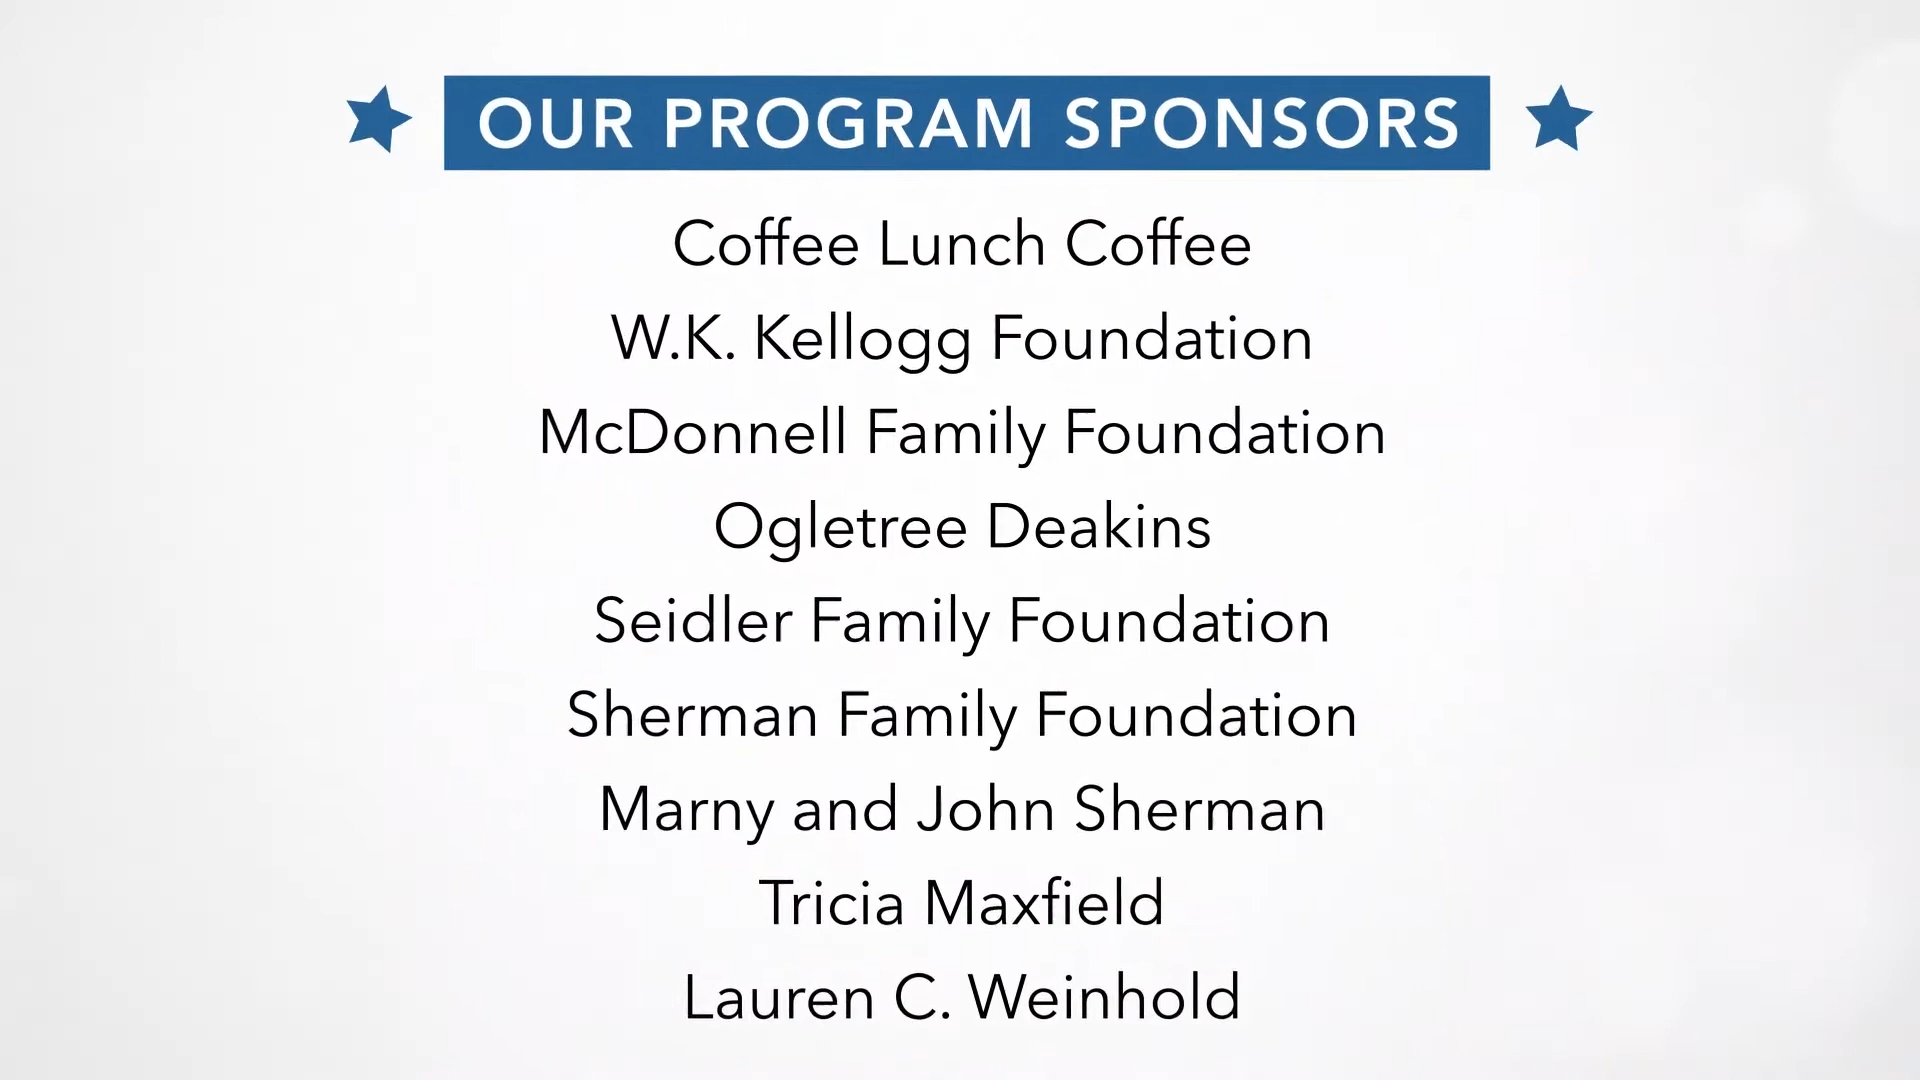 OUR PROGRAM SPONSORS
Coffee Lunch Coffee
W.K. Kellogg Foundation
McDonnell Family Foundation
Ogletree Deakins
Seidler Family Foundation
Sherman Family Foundation
Marny and John Sherman
Tricia Maxfield
Lauren C. Weinhold